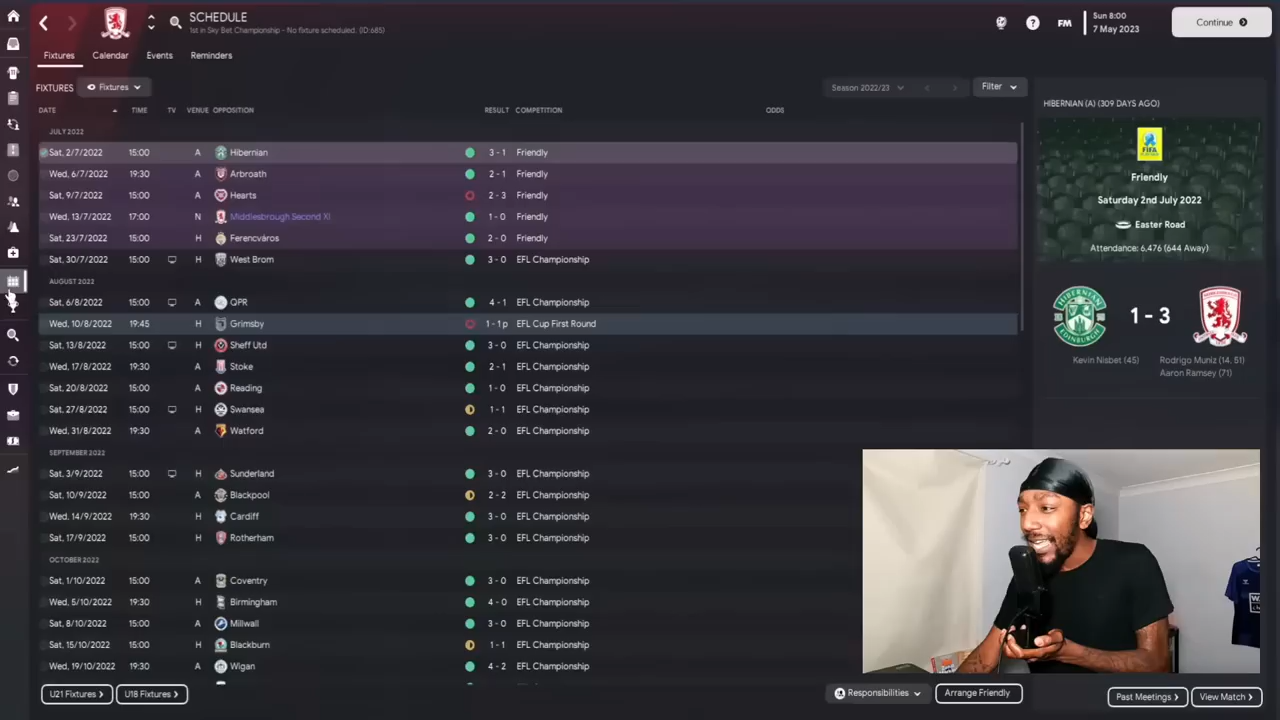 SCHEDULE
1st in Sky Bet Championship - No fixture scheduled. (ID:685)
FM
Sun 8:00
7 May 2023
Continue
Fixtures Calendar Events Reminders
FIXTURES Fixtures
Season 2022/23
Filter
DATE TIME TV VENUE OPPOSITION RESULT COMPETITION ODDS
JULY 2022
Sat, 2/7/2022 15:00 A Hibernian 3 - 1 Friendly
Wed, 6/7/2022 19:30 A Arbroath 2 - 1 Friendly
Sat, 9/7/2022 15:00 A Hearts 2 - 3 Friendly
Wed, 13/7/2022 17:00 N Middlesbrough Second XI 1 - 0 Friendly
Sat, 23/7/2022 15:00 H Ferencváros 2 - 0 Friendly
Sat, 30/7/2022 15:00 H West Brom 3 - 0 EFL Championship
AUGUST 2022
Sat, 6/8/2022 15:00 A QPR 4 - 1 EFL Championship
Wed, 10/8/2022 19:45 H Grimsby 1 - 1 p EFL Cup First Round
Sat, 13/8/2022 15:00 H Sheff Utd 3 - 0 EFL Championship
Wed, 17/8/2022 19:30 A Stoke 2 - 1 EFL Championship
Sat, 20/8/2022 15:00 A Reading 1 - 0 EFL Championship
Sat, 27/8/2022 15:00 H Swansea 1 - 1 EFL Championship
Wed, 31/8/2022 19:30 A Watford 2 - 0 EFL Championship
SEPTEMBER 2022
Sat, 3/9/2022 15:00 H Sunderland 3 - 0 EFL Championship
Sat, 10/9/2022 15:00 A Blackpool 2 - 2 EFL Championship
Wed, 14/9/2022 19:30 H Cardiff 3 - 0 EFL Championship
Sat, 17/9/2022 15:00 H Rotherham 3 - 0 EFL Championship
OCTOBER 2022
Sat, 1/10/2022 15:00 A Coventry 3 - 0 EFL Championship
Wed, 5/10/2022 19:30 H Birmingham 4 - 0 EFL Championship
Sat, 8/10/2022 15:00 A Millwall 3 - 0 EFL Championship
Sat, 15/10/2022 15:00 H Blackburn 1 - 1 EFL Championship
Wed, 19/10/2022 19:30 A Wigan 4 - 2 EFL Championship
HIBERNIAN (A) (309 DAYS AGO)
Friendly
Saturday 2nd July 2022
Easter Road
Attendance: 6,476 (644 Away)
1 - 3
Kevin Nisbet (45)
Rodrigo Muniz (14, 51)
Aaron Ramsey (71)
U21 Fixtures
U18 Fixtures
Responsibilities
Arrange Friendly
Past Meetings
View Match